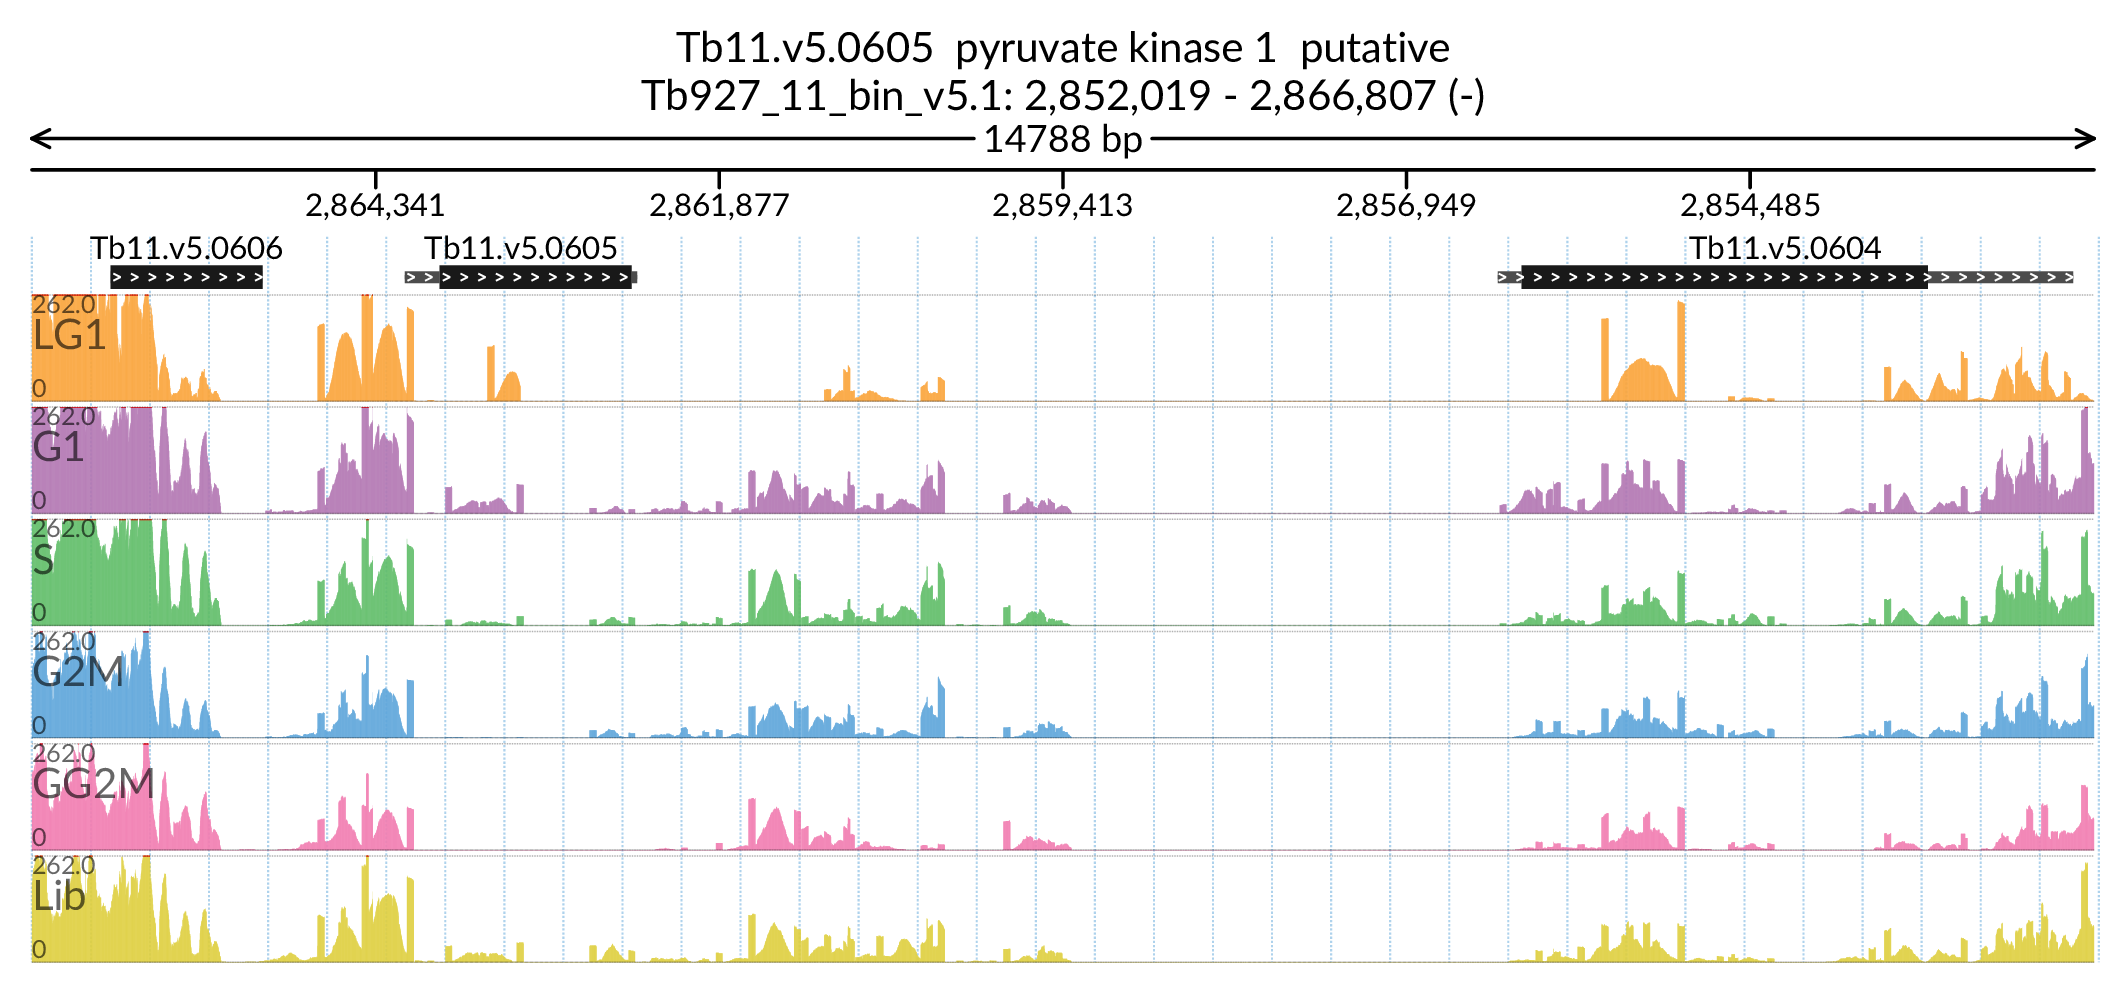 Tb11.v5.0605  pyruvate kinase 1  putative
Tb927_11_bin_v5.1: 2,852,019 - 2,866,807 (-)
14788 bp
2,864,341 2,861,877 2,859,413 2,856,949 2,854,485
Tb11.v5.0606 Tb11.v5.0605 Tb11.v5.0604
262.0
LG1
0
262.0
G1
0
262.0
S
0
262.0
G2M
0
262.0
GG2M
0
262.0
Lib
0